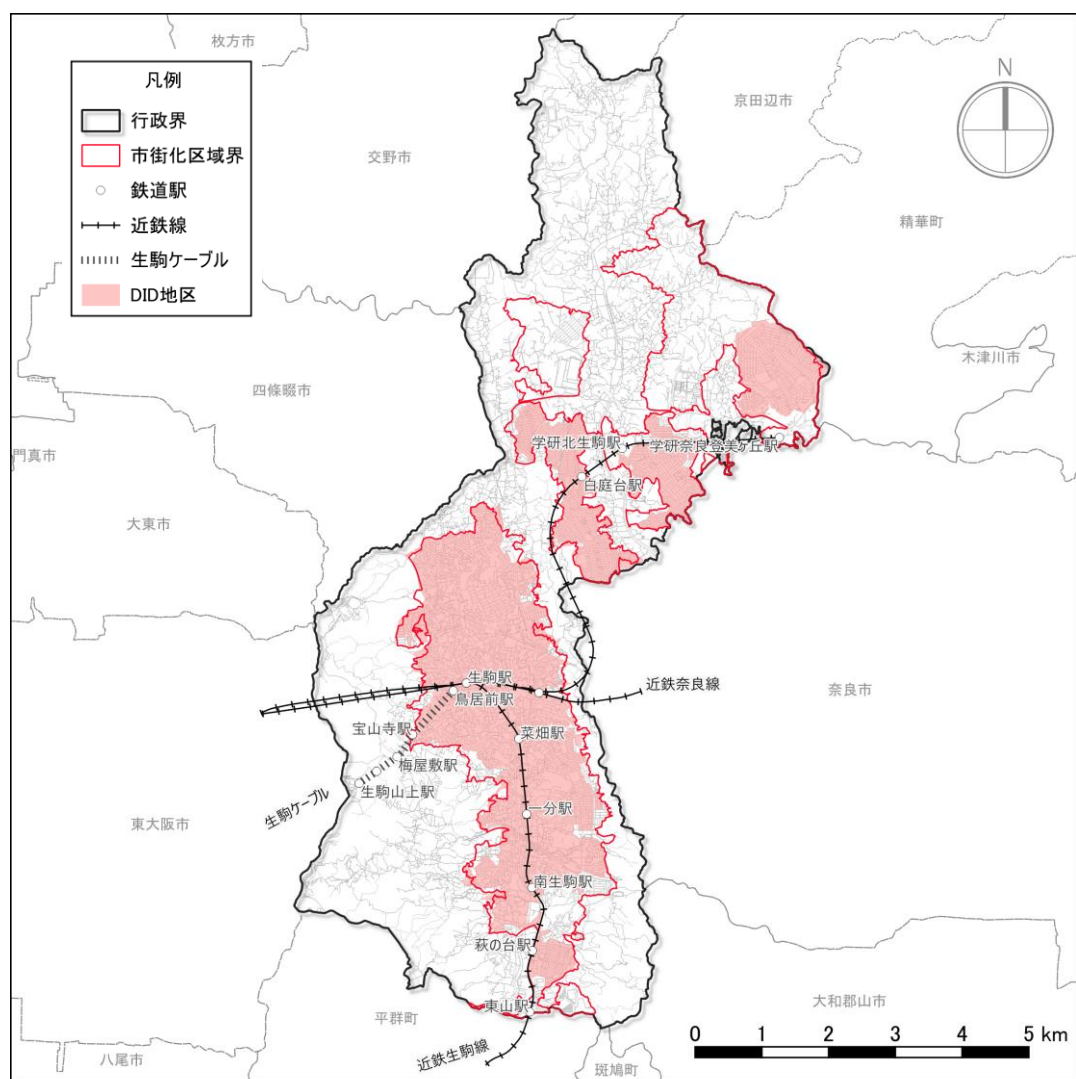 枚方市
凡例
行政界
市街化区域界
鉄道駅
近鉄線
生駒ケーブル
DID地区
N
京田辺市
交野市
精華町
木津川市
四條畷市
門真市
学研北生駒駅
学研奈良登美ヶ丘駅
白庭台駅
大東市
生駒駅
鳥居前駅
近鉄奈良線
奈良市
宝山寺駅
菜畑駅
梅屋敷駅
生駒山上駅
生駒ケーブル
一分駅
東大阪市
南生駒駅
萩の台駅
東山駅
平群町
大和郡山市
0 1 2 3 4 5 km
近鉄生駒線
八尾市
斑鳩町